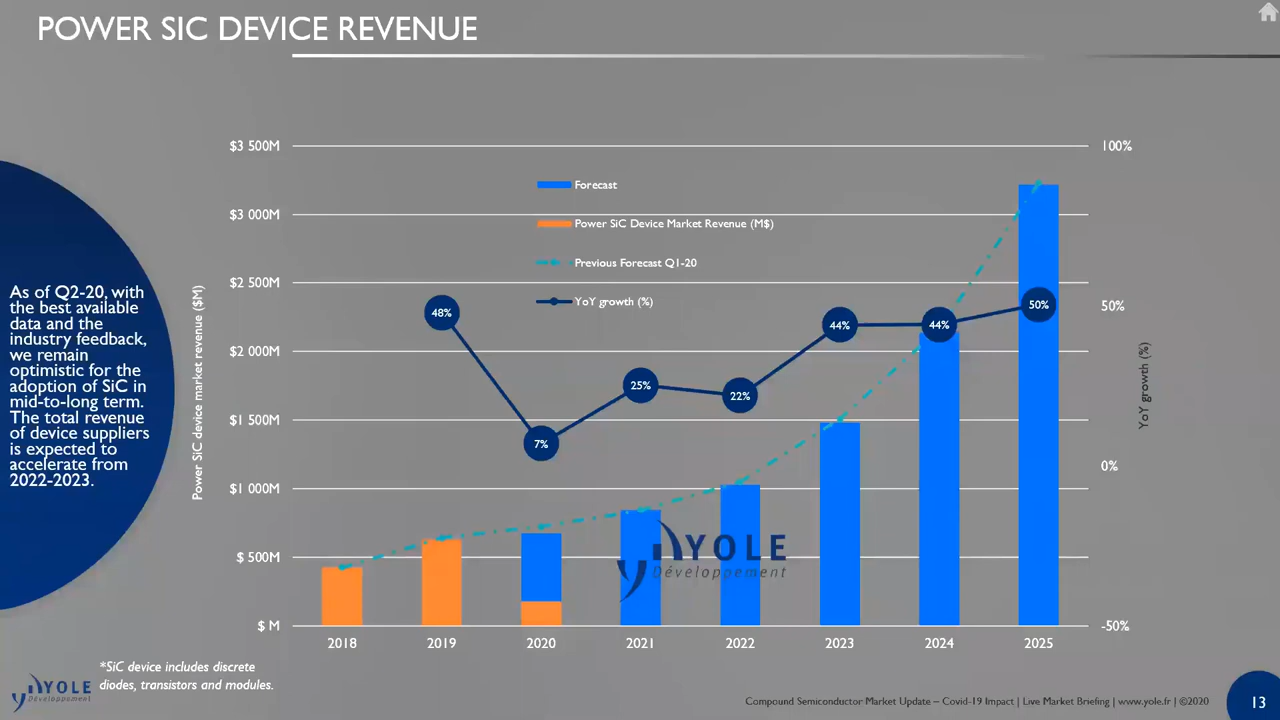 POWER SIC DEVICE REVENUE
As of Q2-20, with
the best available
data and the
industry feedback,
we remain
optimistic for the
adoption of SiC in
mid-to-long term.
The total revenue
of device suppliers
is expected to
accelerate from
2022-2023.
Power SiC device market revenue ($M)
$3 500M
$3 000M
$2 500M
$2 000M
$1 500M
$1 000M
$ 500M
$ M
Forecast
Power SiC Device Market Revenue (M$)
Previous Forecast Q1-20
YoY growth (%)
48%
7%
25%
22%
44%
44%
50%
100%
50%
0%
-50%
YoY growth (%)
YOLE
Développement
2018
2019
2020
2021
2022
2023
2024
2025
*SiC device includes discrete
diodes, transistors and modules.
YOLE
Développement
Compound Semiconductor Market Update – Covid-19 Impact | Live Market Briefing | www.yole.fr | ©2020
13